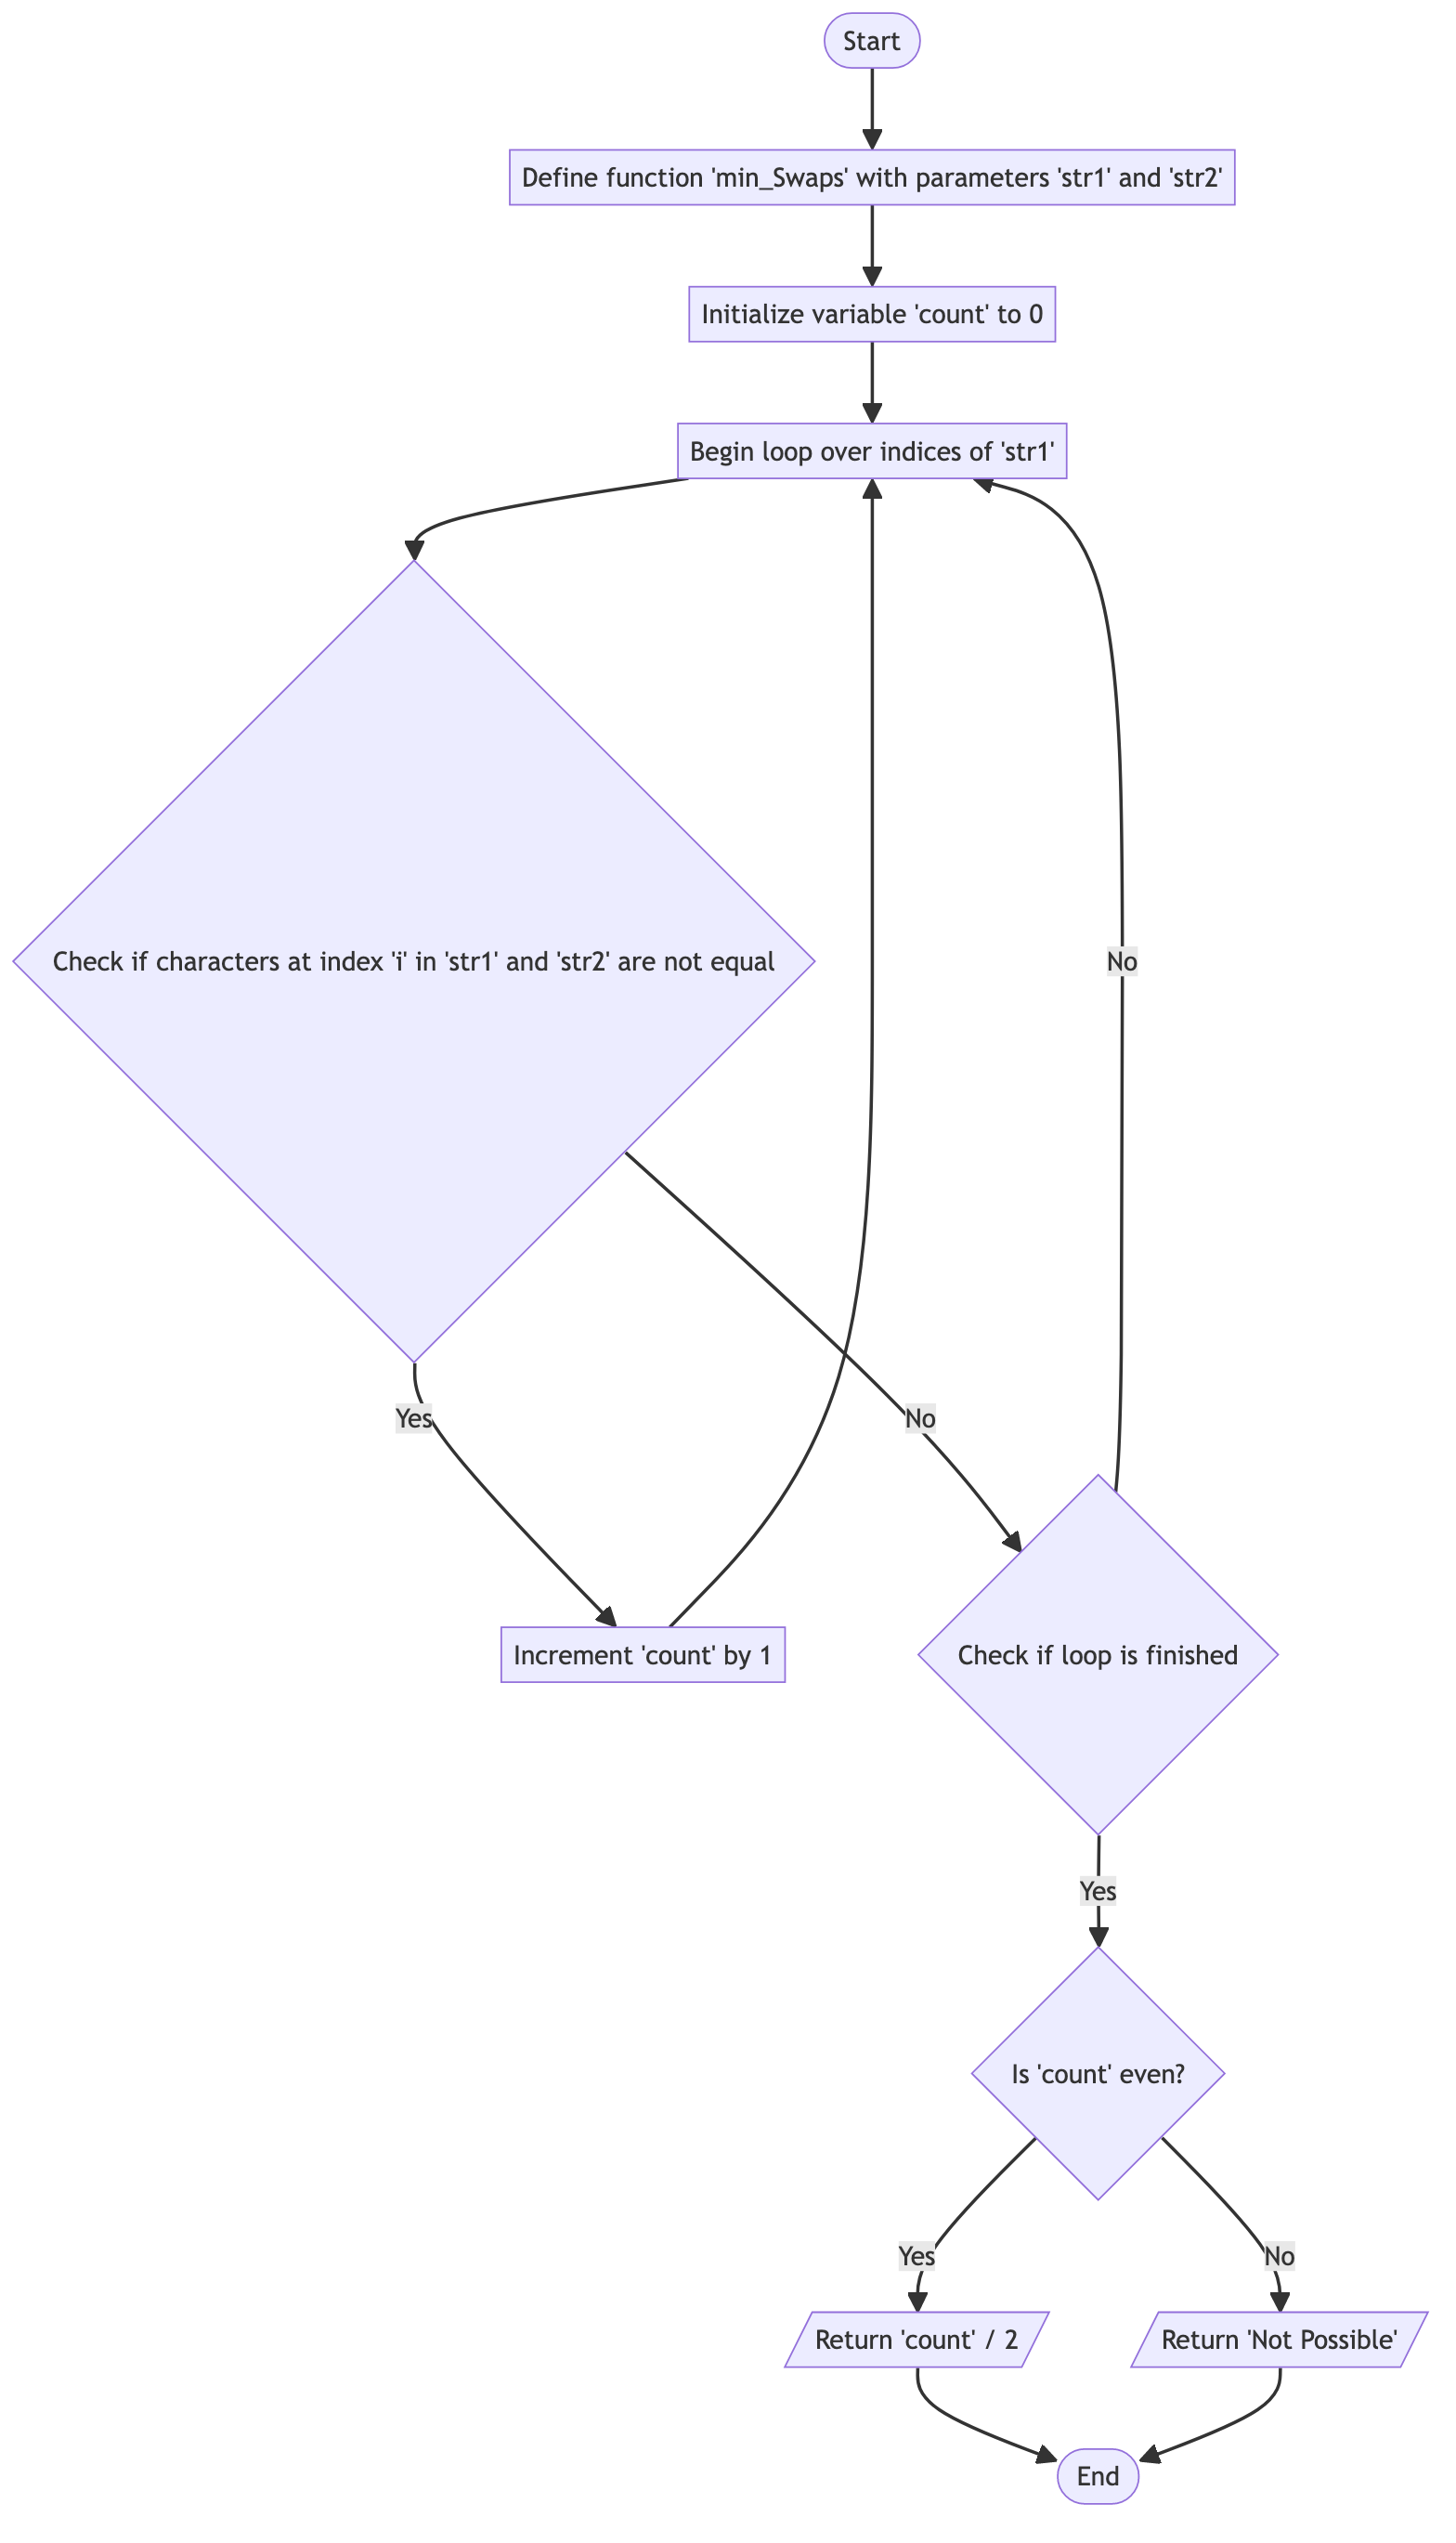 Start
Define function 'min_Swaps' with parameters 'str1' and 'str2'
Initialize variable 'count' to 0
Begin loop over indices of 'str1'
Check if characters at index 'i' in 'str1' and 'str2' are not equal
No
Yes
No
Increment 'count' by 1
Check if loop is finished
Yes
Is 'count' even?
Yes
No
Return 'count' / 2
Return 'Not Possible'
End